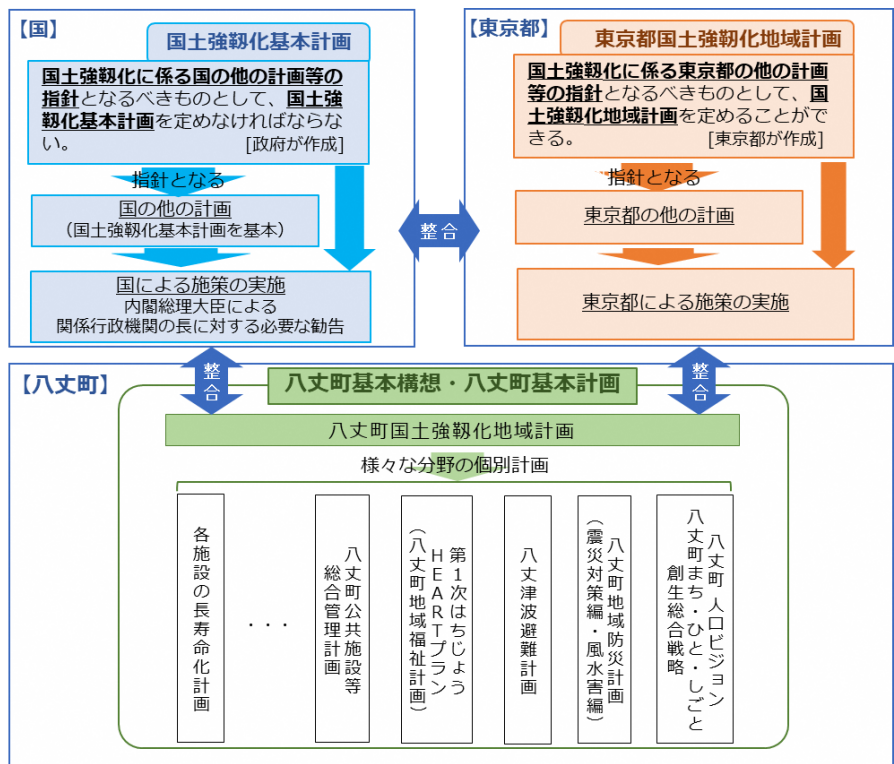 【国】
国土強靱化基本計画
国土強靱化に係る国の他の計画等の
指針となるべきものとして、国土強
靱化基本計画を定めなければならな
い。 [政府が作成]
指針となる
国の他の計画
(国土強靱化基本計画を基本)
国による施策の実施
内閣総理大臣による
関係行政機関の長に対する必要な勧告
整合
【東京都】
東京都国土強靱化地域計画
国土強靱化に係る東京都の他の計画
等の指針となるべきものとして、国
土強靱化地域計画を定めることがで
きる。 [東京都が作成]
指針となる
東京都の他の計画
東京都による施策の実施
【八丈町】
整合
整合
八丈町基本構想・八丈町基本計画
八丈町国土強靱化地域計画
様々な分野の個別計画
各施設の長寿命化計画
・・・
八丈町公共施設等
総合管理計画
第1次はちじょう
HEARTプラン
(八丈町地域福祉計画)
八丈津波避難計画
八丈町地域防災計画
(震災対策編・風水害編)
八丈町 人口ビジョン
八丈町まち・ひと・しごと
創生総合戦略